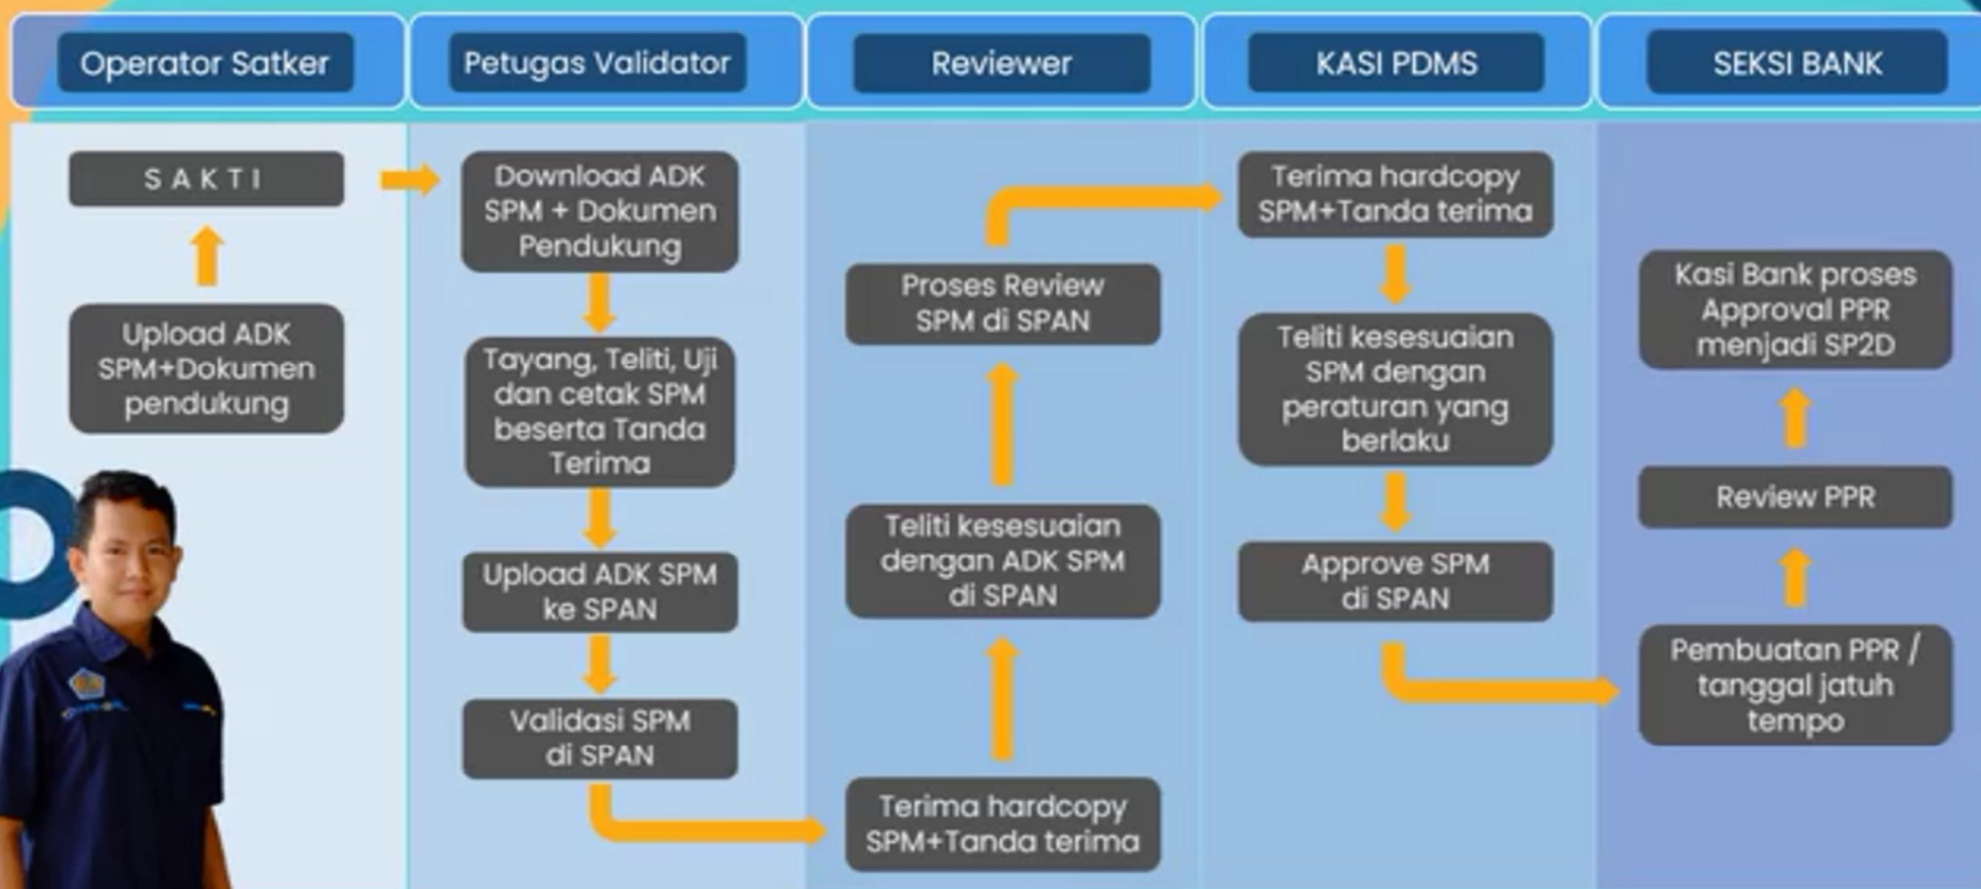 Operator Satker
Petugas Validator
Reviewer
KASI PDMS
SEKSI BANK
SAKTI
Upload ADK
SPM+Dokumen
pendukung
Download ADK
SPM + Dokumen
Pendukung
Tayang, Teliti, Uji
dan cetak SPM
beserta Tanda
Terima
Upload ADK SPM
ke SPAN
Validasi SPM
di SPAN
Terima hardcopy
SPM+Tanda terima
Teliti kesesuaian
dengan ADK SPM
di SPAN
Proses Review
SPM di SPAN
Terima hardcopy
SPM+Tanda terima
Teliti kesesuaian
SPM dengan
peraturan yang
berlaku
Approve SPM
di SPAN
Pembuatan PPR /
tanggal jatuh
tempo
Review PPR
Kasi Bank proses
Approval PPR
menjadi SP2D